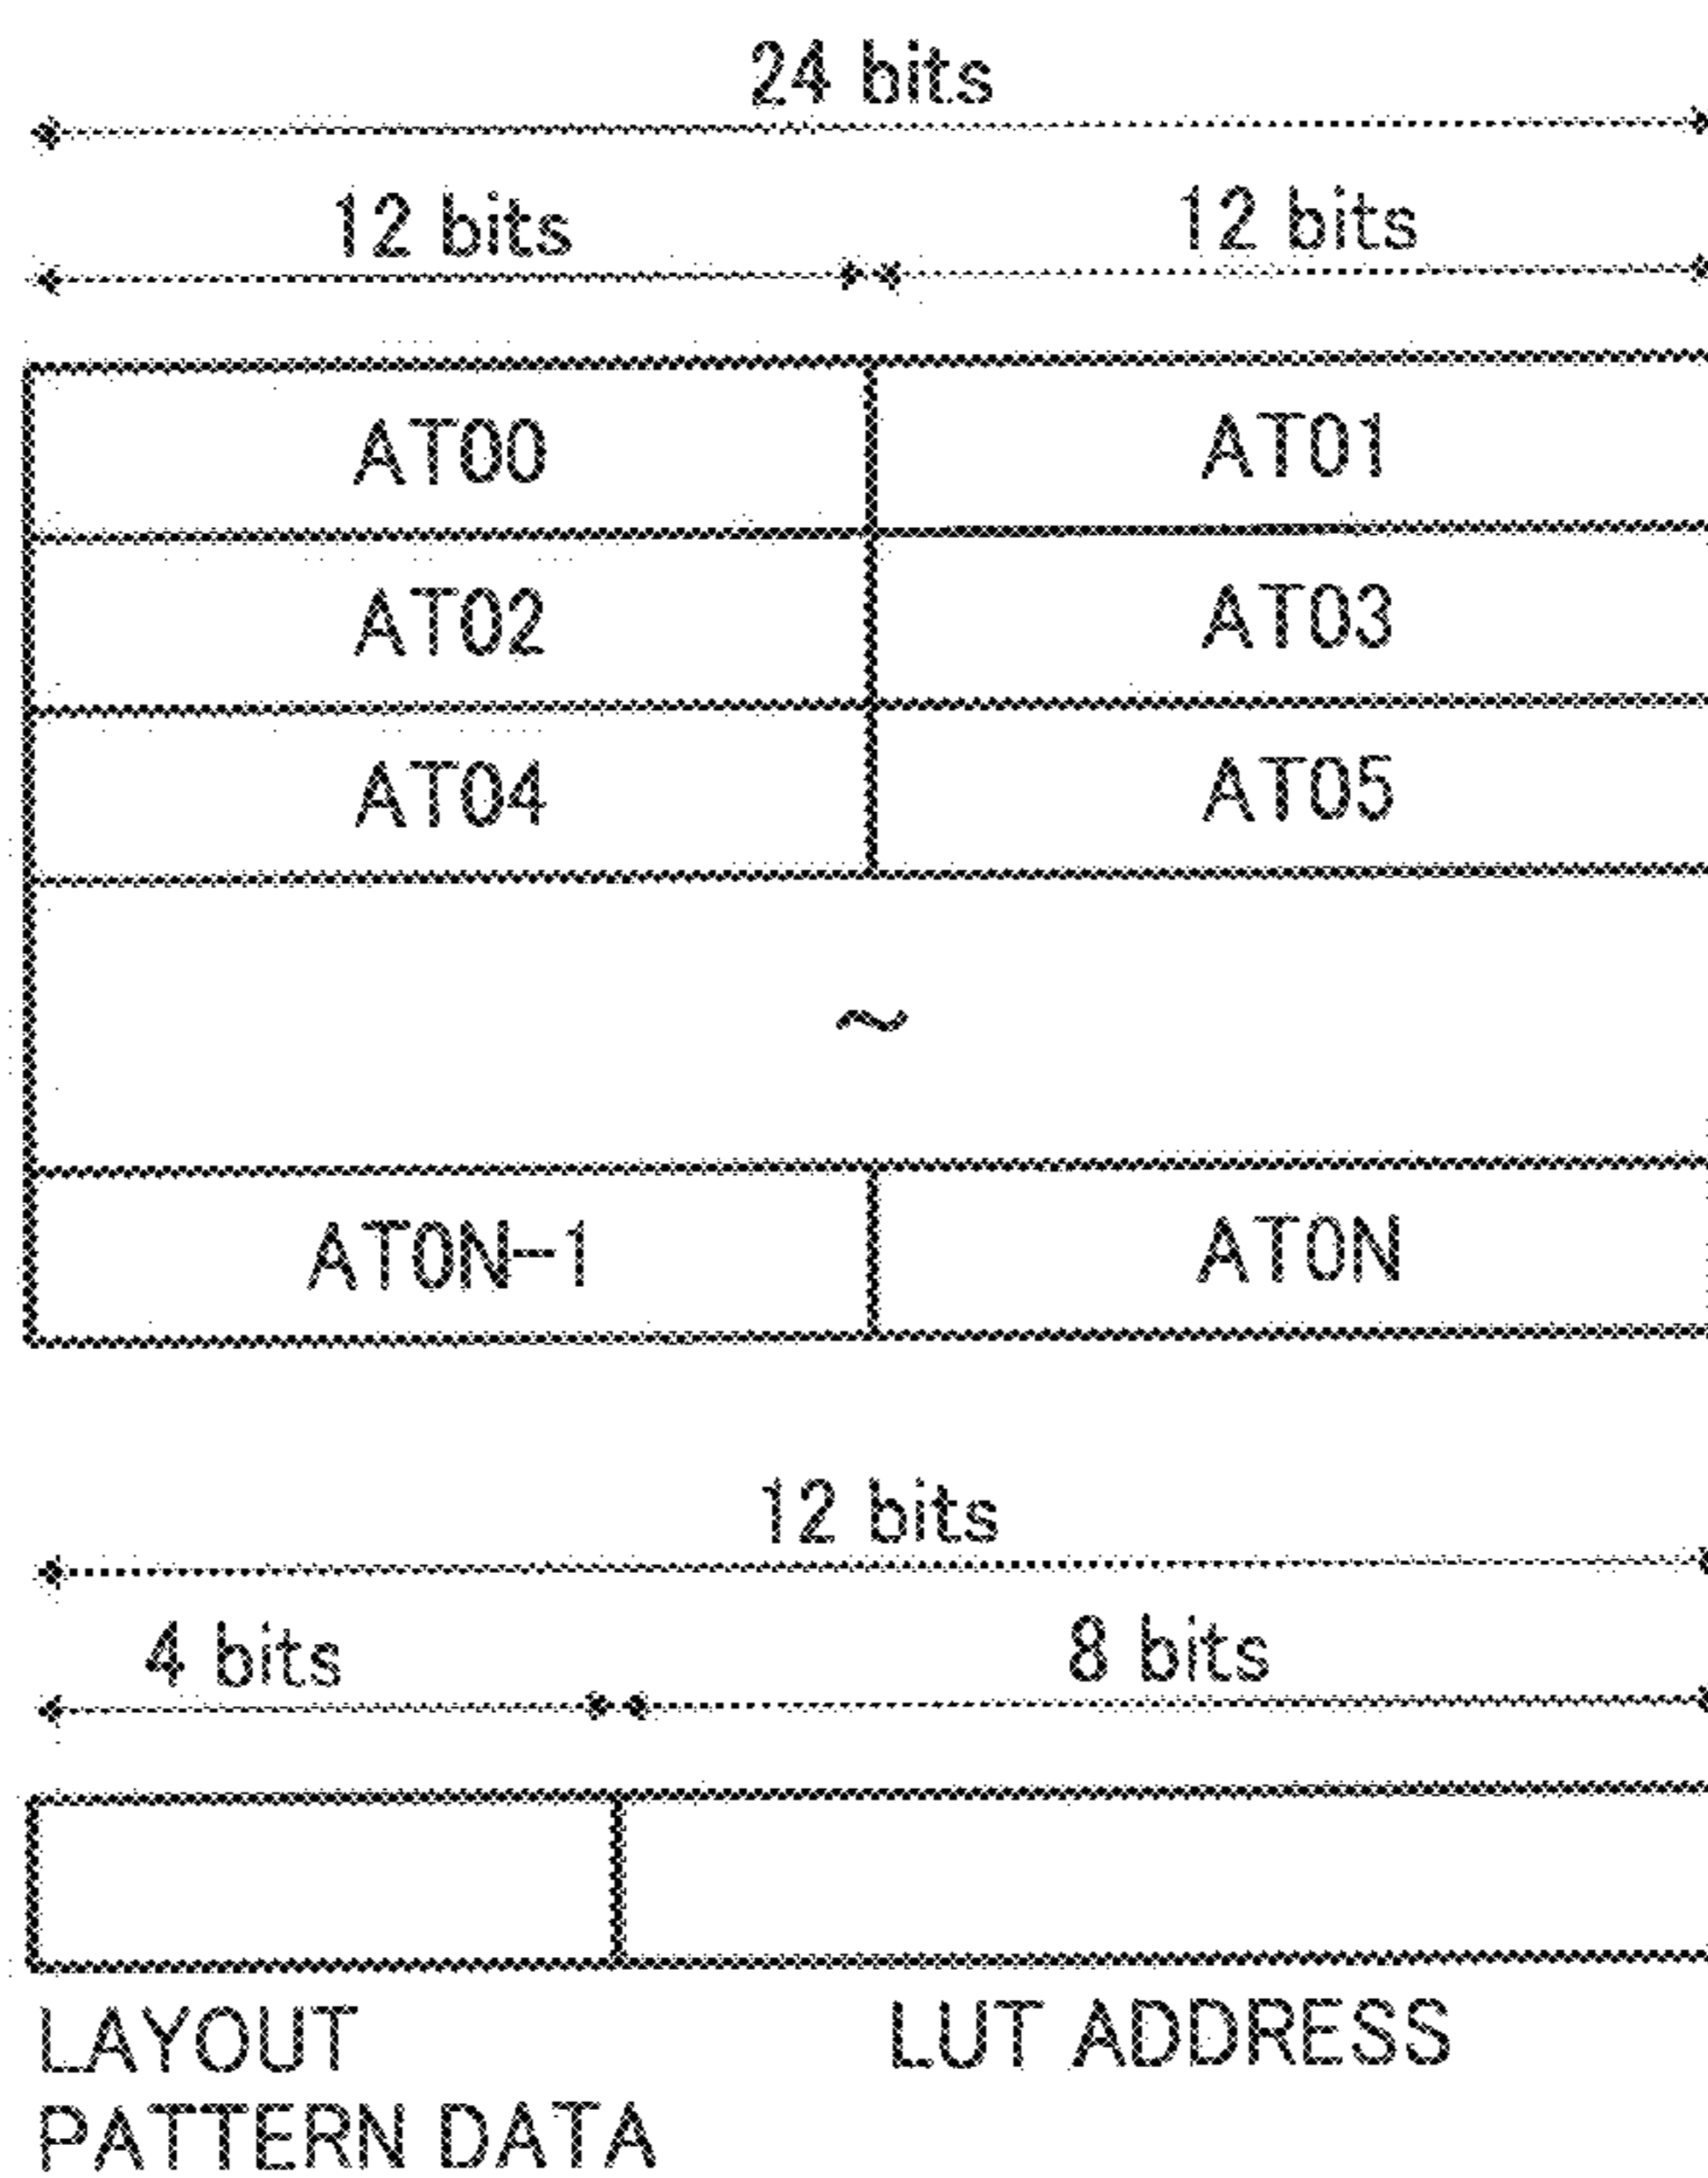 24 bits
12 bits 12 bits
AT00 AT01
AT02 AT03
AT04 AT05
~
AT0N-1 AT0N
12 bits
4 bits 8 bits
LAYOUT LUT ADDRESS
PATTERN DATA